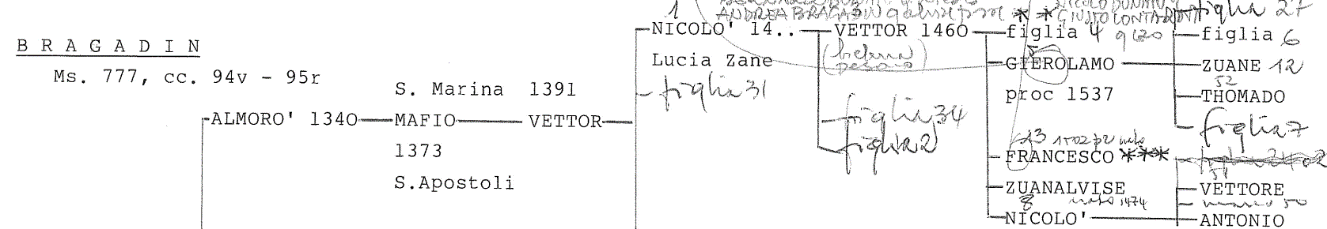 ANDREA BRAGADIN
figlia 27
NICOLO' 14.. VETTOR 1460 figlia 4 figlia 6
B R A G A D I N
Lucia Zane GIEROLAMO ZUANE 12
Ms. 777, cc. 94v - 95r
S. Marina 1391 figlia 31 proc 1537 52 THOMADO
ALMORO' 1340 MAFIO VETTOR figlia 34 figlia 7
1373 figlia 2 FRANCESCO ***
S.Apostoli ZUANALVISE VETTORE
8 NICOLO' ANTONIO